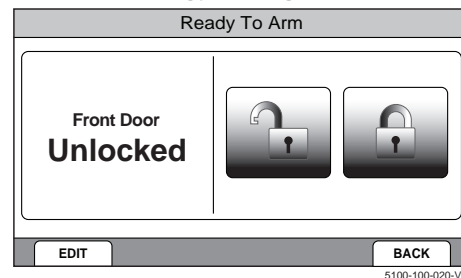 Ready To Arm
Front Door
Unlocked
EDIT
BACK
5100-100-020-V